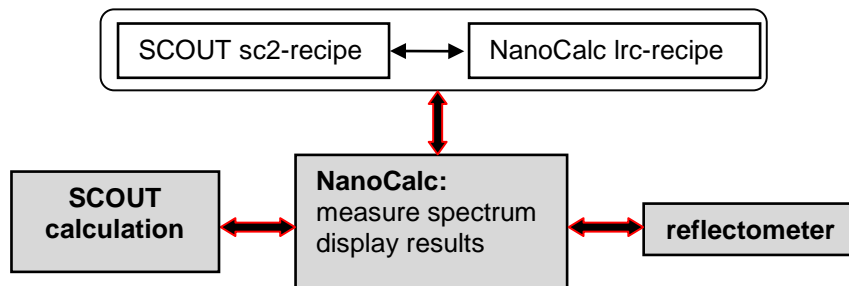 SCOUT sc2-recipe
NanoCalc lrc-recipe
SCOUT
calculation
NanoCalc:
measure spectrum
display results
reflectometer